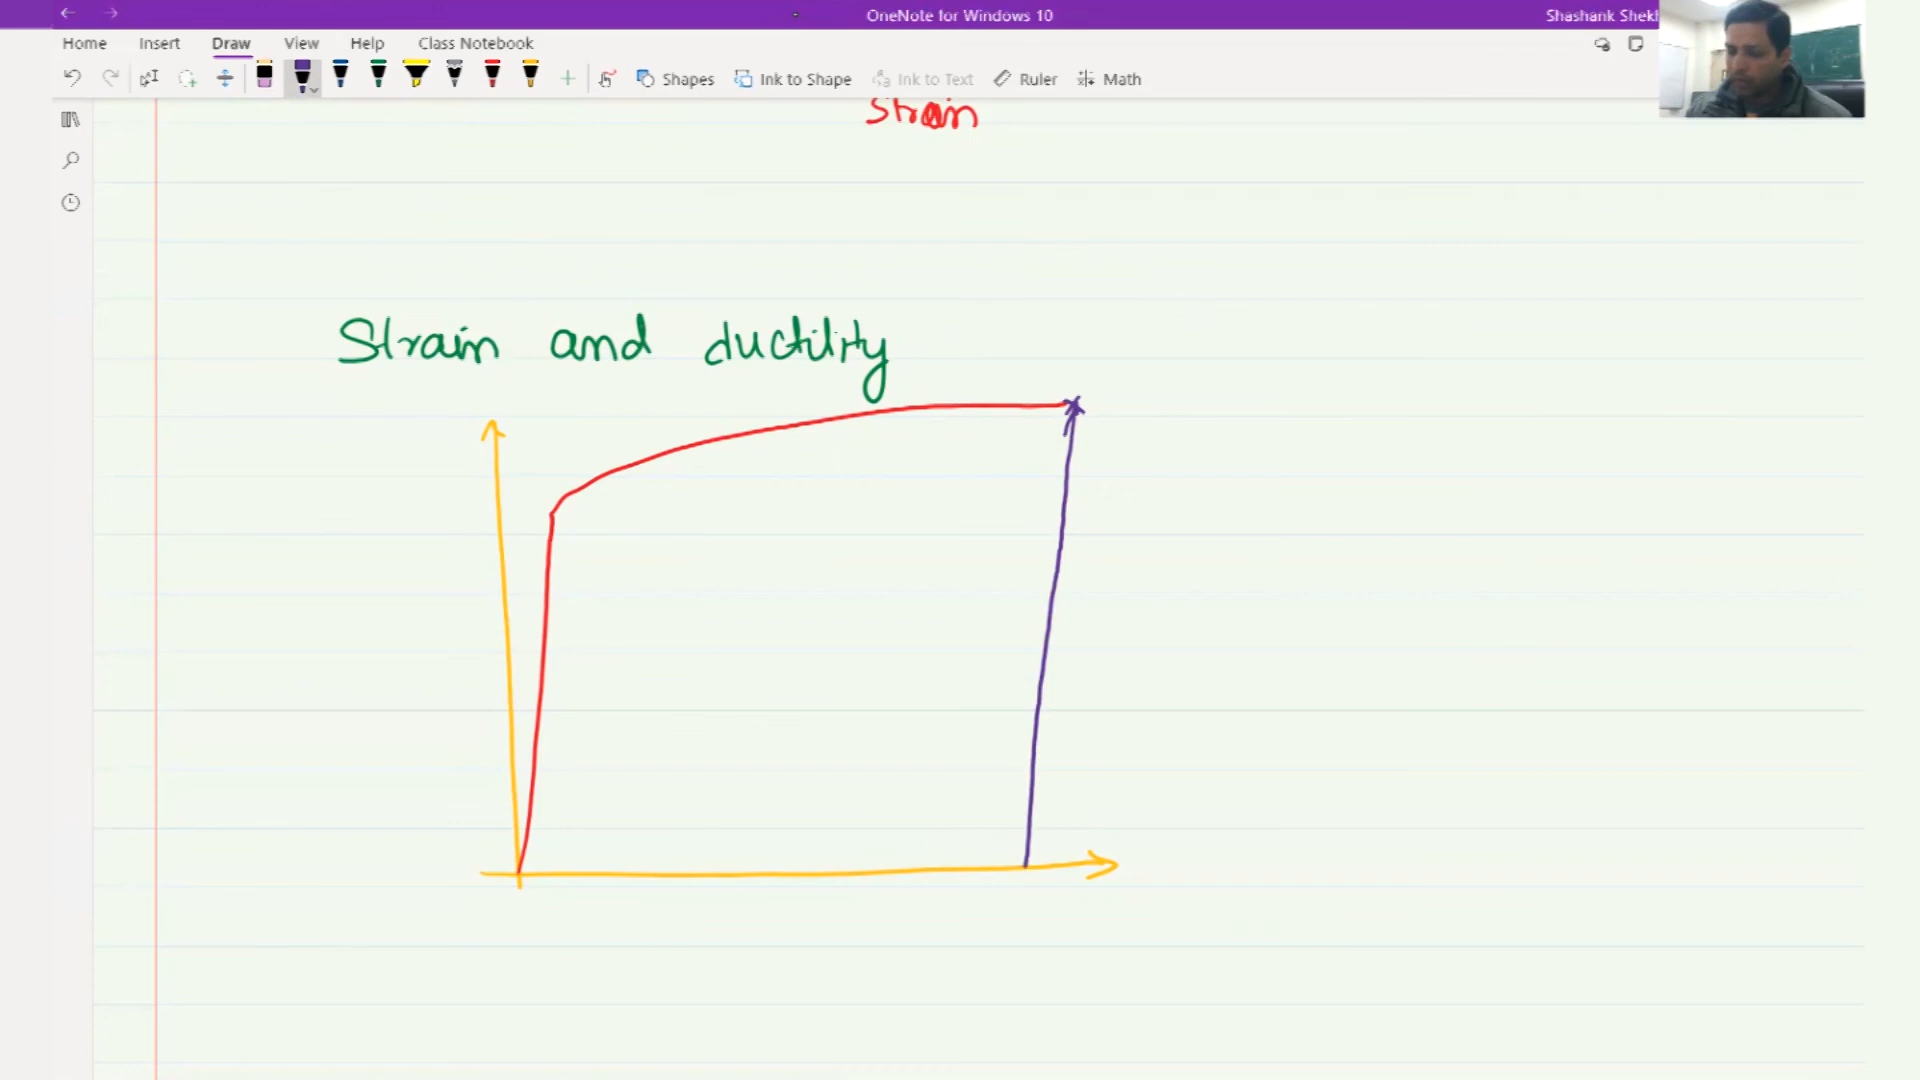 OneNote for Windows 10
Shashank Shekh
Home Insert Draw View Help Class Notebook
Shapes Ink to Shape Ink to Text Ruler Math
Strain
Strain and ductility